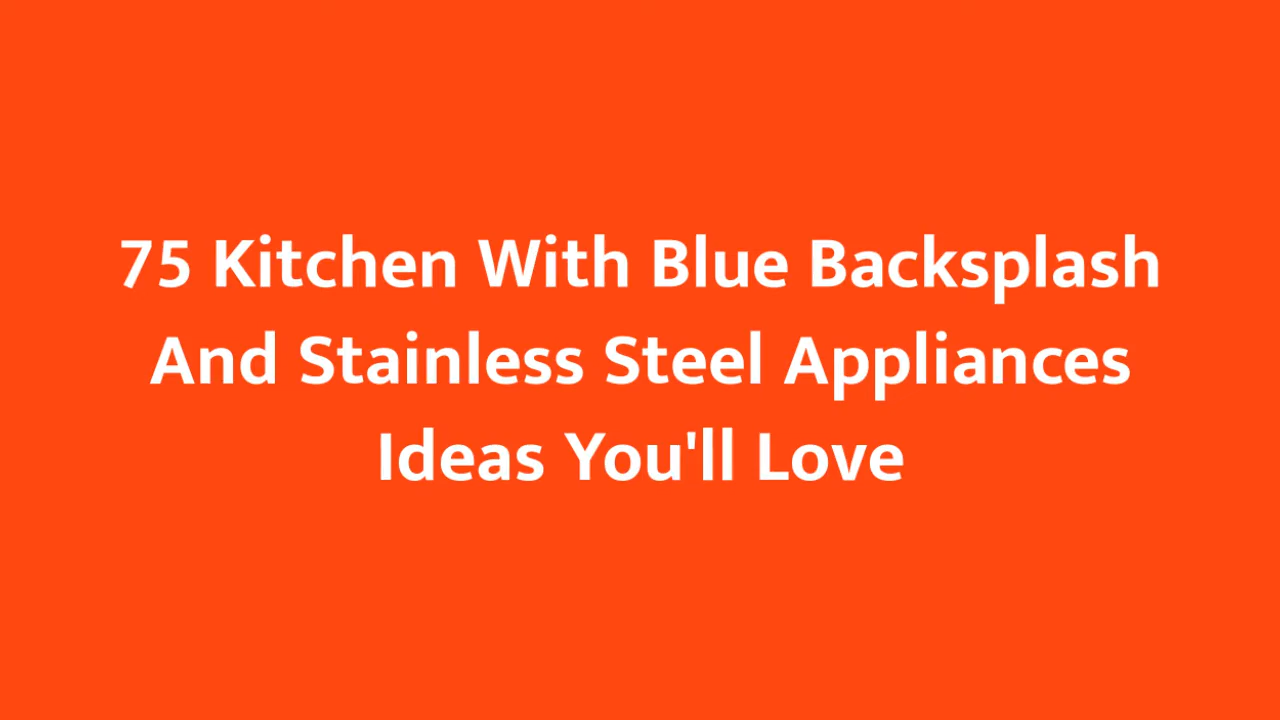 75 Kitchen With Blue Backsplash
And Stainless Steel Appliances
Ideas You'll Love